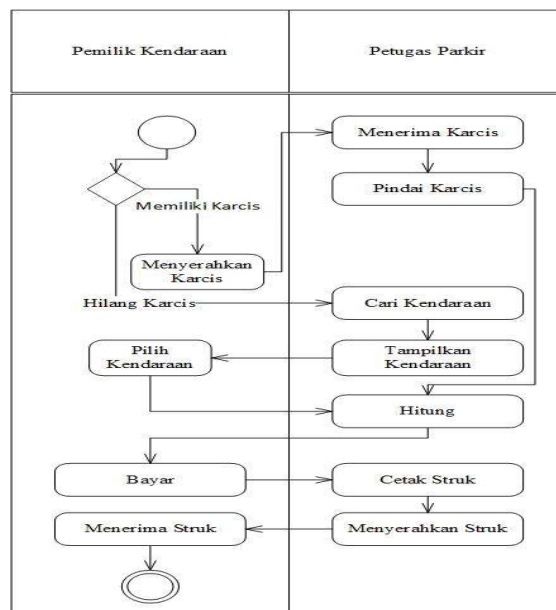 Pemilik Kendaraan
Petugas Parkir
Menerima Karcis
Pindai Karcis
Memiliki Karcis
Menyerahkan
Karcis
Hilang Karcis
Cari Kendaraan
Pilih
Kendaraan
Tampilkan
Kendaraan
Hitung
Bayar
Cetak Struk
Menerima Struk
Menyerahkan Struk